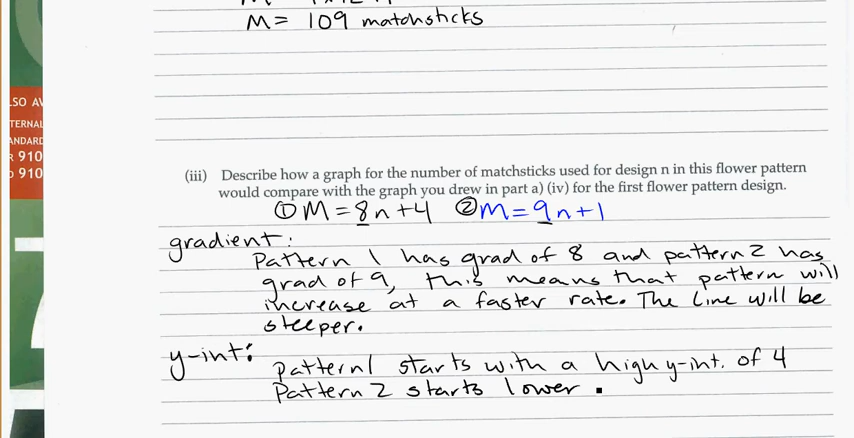 M = 109 matchsticks
LSO AV
TERNAL
ANDARD
910
910
(iii) Describe how a graph for the number of matchsticks used for design n in this flower pattern
would compare with the graph you drew in part a) (iv) for the first flower pattern design.
① M = 8n + 4 ② m = 9n + 1
gradient:
Pattern 1 has grad of 8 and pattern 2 has
grad of 9, this means that pattern will
increase at a faster rate. The line will be
steeper.
y-int:
Pattern 1 starts with a high y-int. of 4
Pattern 2 starts lower.